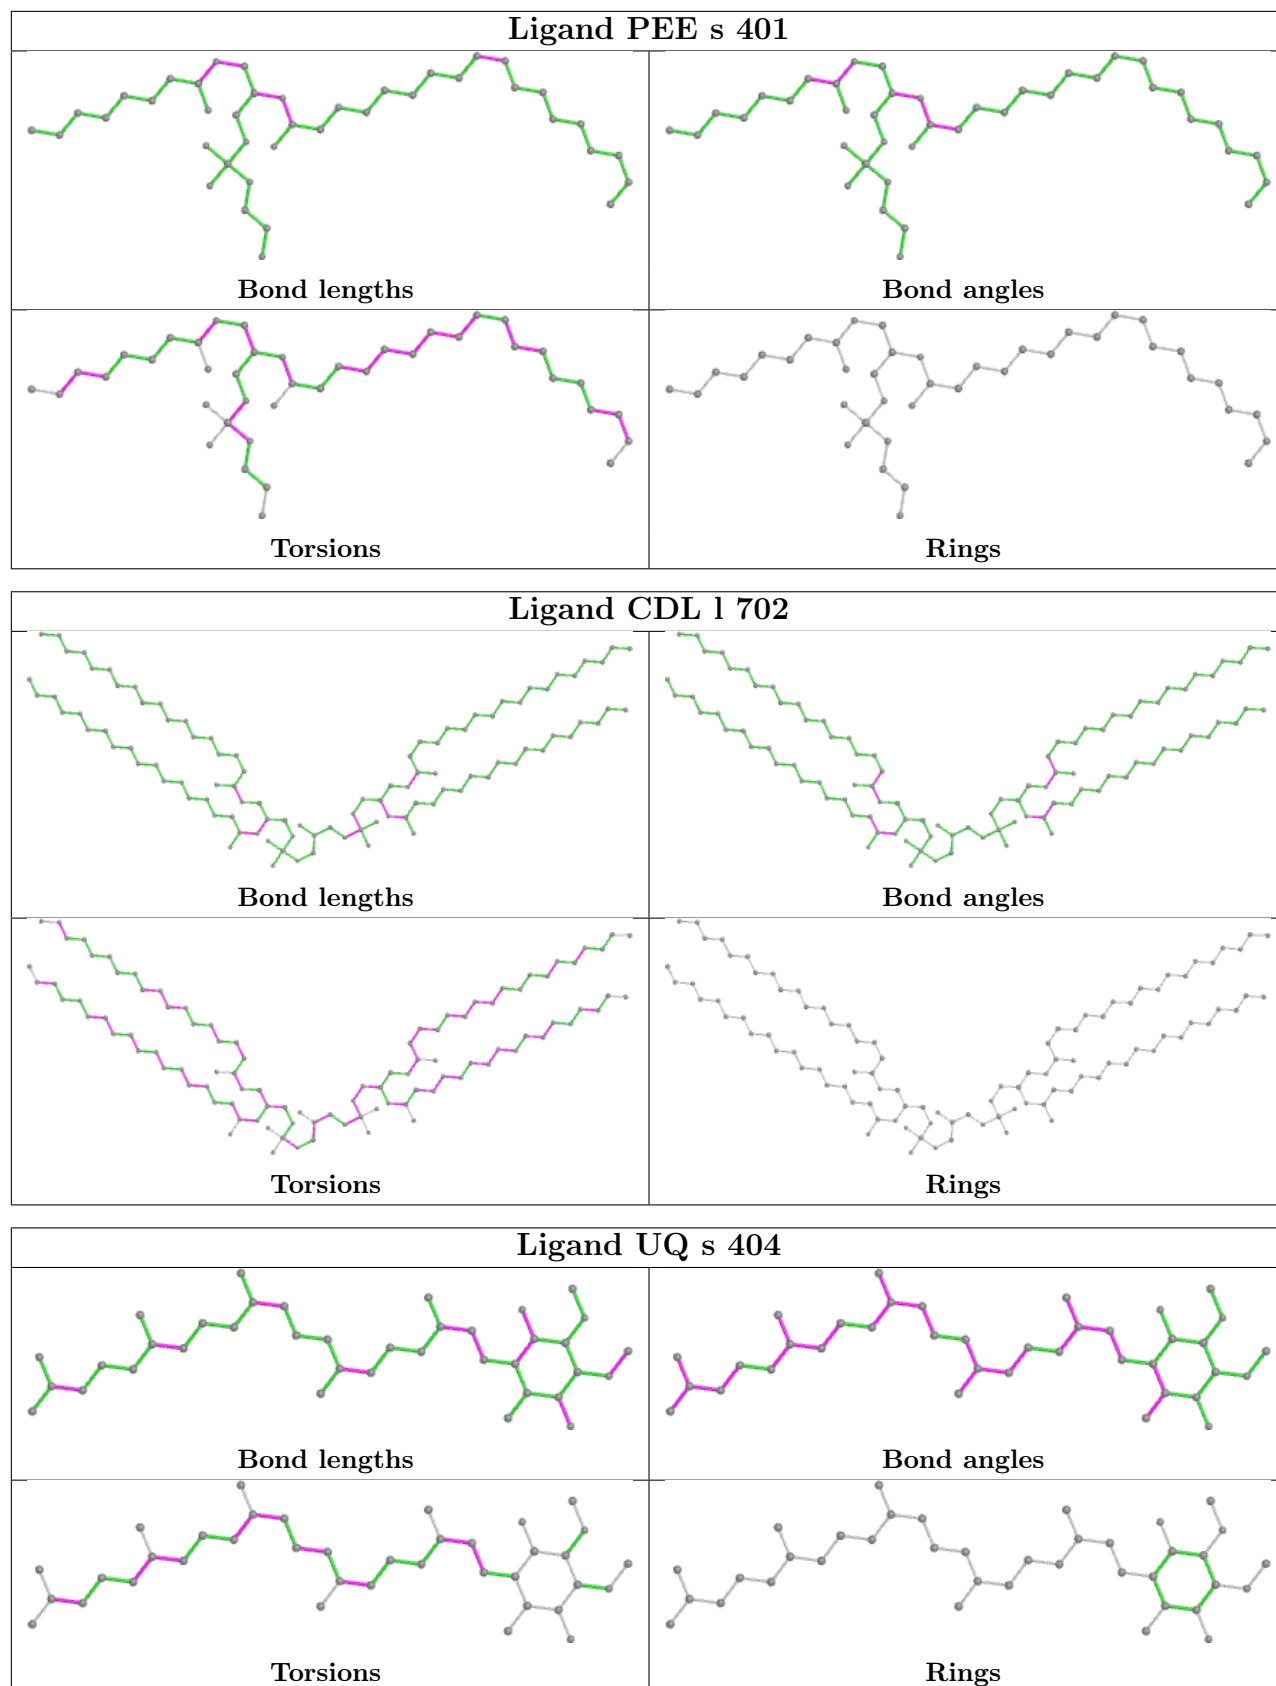 Ligand PEE s 401
Bond lengths
Bond angles
Torsions
Rings
Ligand CDL l 702
Bond lengths
Bond angles
Torsions
Rings
Ligand UQ s 404
Bond lengths
Bond angles
Torsions
Rings